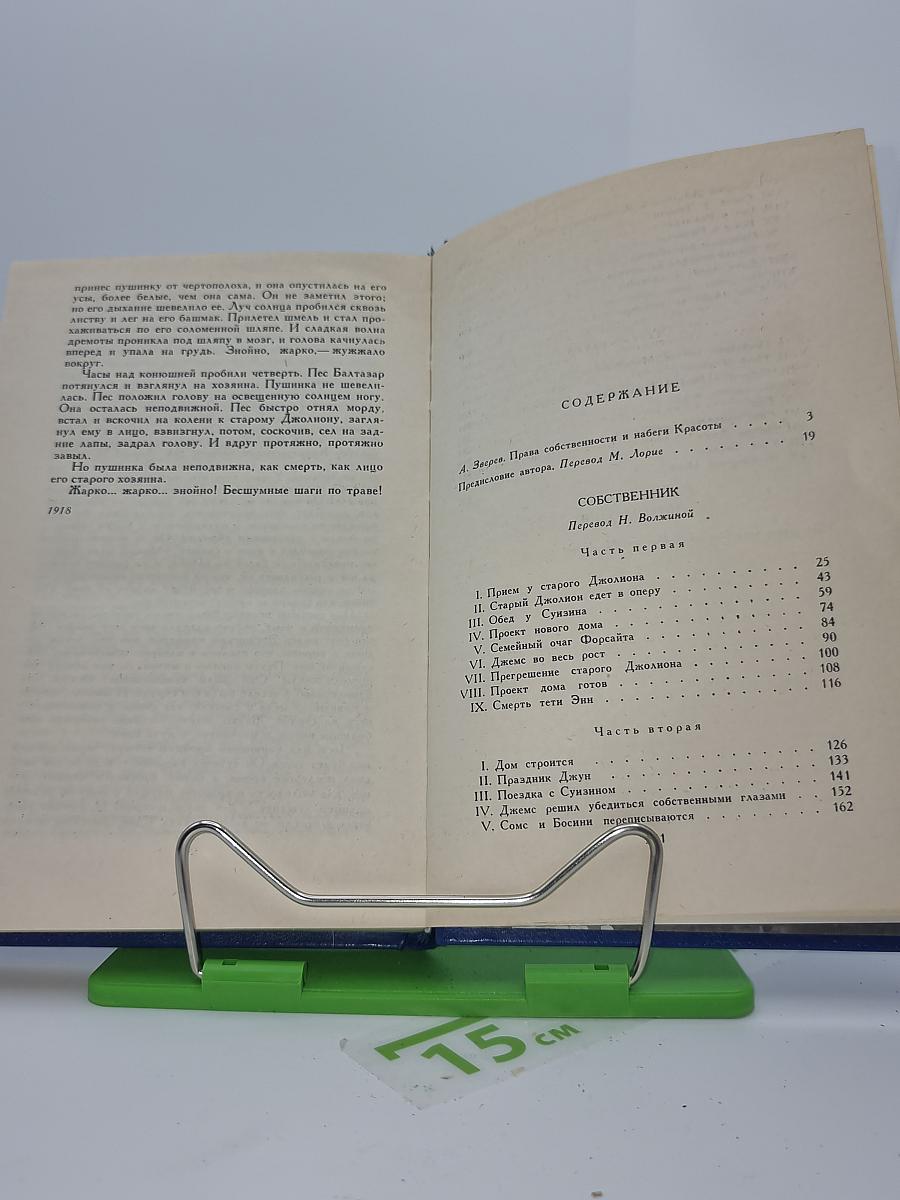 принес пушинку от чертополоха, и она опустилась на его
усы, более белые, чем она сама. Он не заметил этого;
но его дыхание шевелило ее. Луч солнца пробился сквозь
листву и лег на его башмак. Прилетел шмель и стал про-
хаживаться по его соломенной шляпе. И сладкая волна
дремоты проникла под шляпу в мозг, и голова качнулась
вперед и упала на грудь. Знойно, жарко,— жужжало
вокруг.
Часы над конюшней пробили четверть. Пес Балтазар
потянулся и взглянул на хозяина. Пушинка не шевели-
лась. Пес положил голову на освещенную солнцем ногу.
Она осталась неподвижной. Пес быстро отнял морду,
встал и вскочил на колени к старому Джолиону, загля-
нул ему в лицо, взвизгнул, потом, соскочив, сел на зад-
ние лапы, задрал голову. И вдруг протяжно, протяжно
завыл.
Но пушинка была неподвижна, как смерть, как лицо
его старого хозяина.
Жарко... жарко... знойно! Бесшумные шаги по траве!
1918
СОДЕРЖАНИЕ
А. Зверев. Права собственности и набеги Красоты . . . . 3
Предисловие автора. Перевод М. Лорие . . . . . . . . 19
СОБСТВЕННИК
Перевод Н. Волжиной
Часть первая
I. Прием у старого Джолиона . . . . . . . . . . 25
II. Старый Джолион едет в оперу . . . . . . . . . 43
III. Обед у Суизина . . . . . . . . . . . . . 59
IV. Проект нового дома . . . . . . . . . . . . 74
V. Семейный очаг Форсайта . . . . . . . . . . . 84
VI. Джемс во весь рост . . . . . . . . . . . . 90
VII. Прегрешение старого Джолиона . . . . . . . . 100
VIII. Проект дома готов . . . . . . . . . . . . 108
IX. Смерть тети Энн . . . . . . . . . . . . . 116
Часть вторая
I. Дом строится . . . . . . . . . . . . . . 126
II. Праздник Джун . . . . . . . . . . . . . 133
III. Поездка с Суизином . . . . . . . . . . . . 141
IV. Джемс решил убедиться собственными глазами . . 152
V. Сомс и Босини переписываются . . . . . . . . 162
15 см